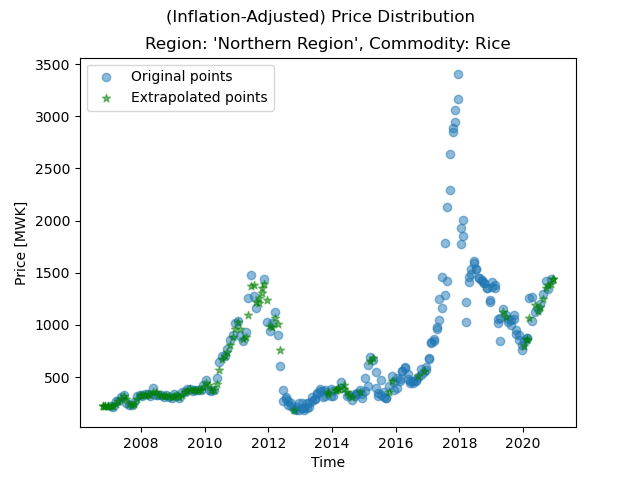 (Inflation-Adjusted) Price Distribution
Region: 'Northern Region', Commodity: Rice
Original points
Extrapolated points
3500
3000
2500
2000
1500
1000
500
Price [MWK]
2008 2010 2012 2014 2016 2018 2020
Time